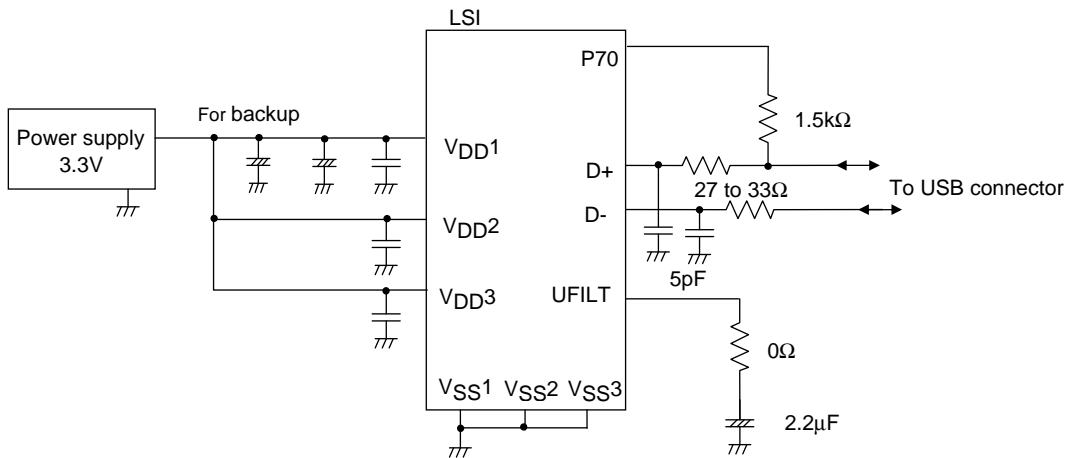 LSI
P70
For backup
Power supply
3.3V
1.5kΩ
VDD1
D+
27 to 33Ω
To USB connector
D-
VDD2
5pF
VDD3
UFILT
0Ω
VSS1 VSS2 VSS3
2.2μF